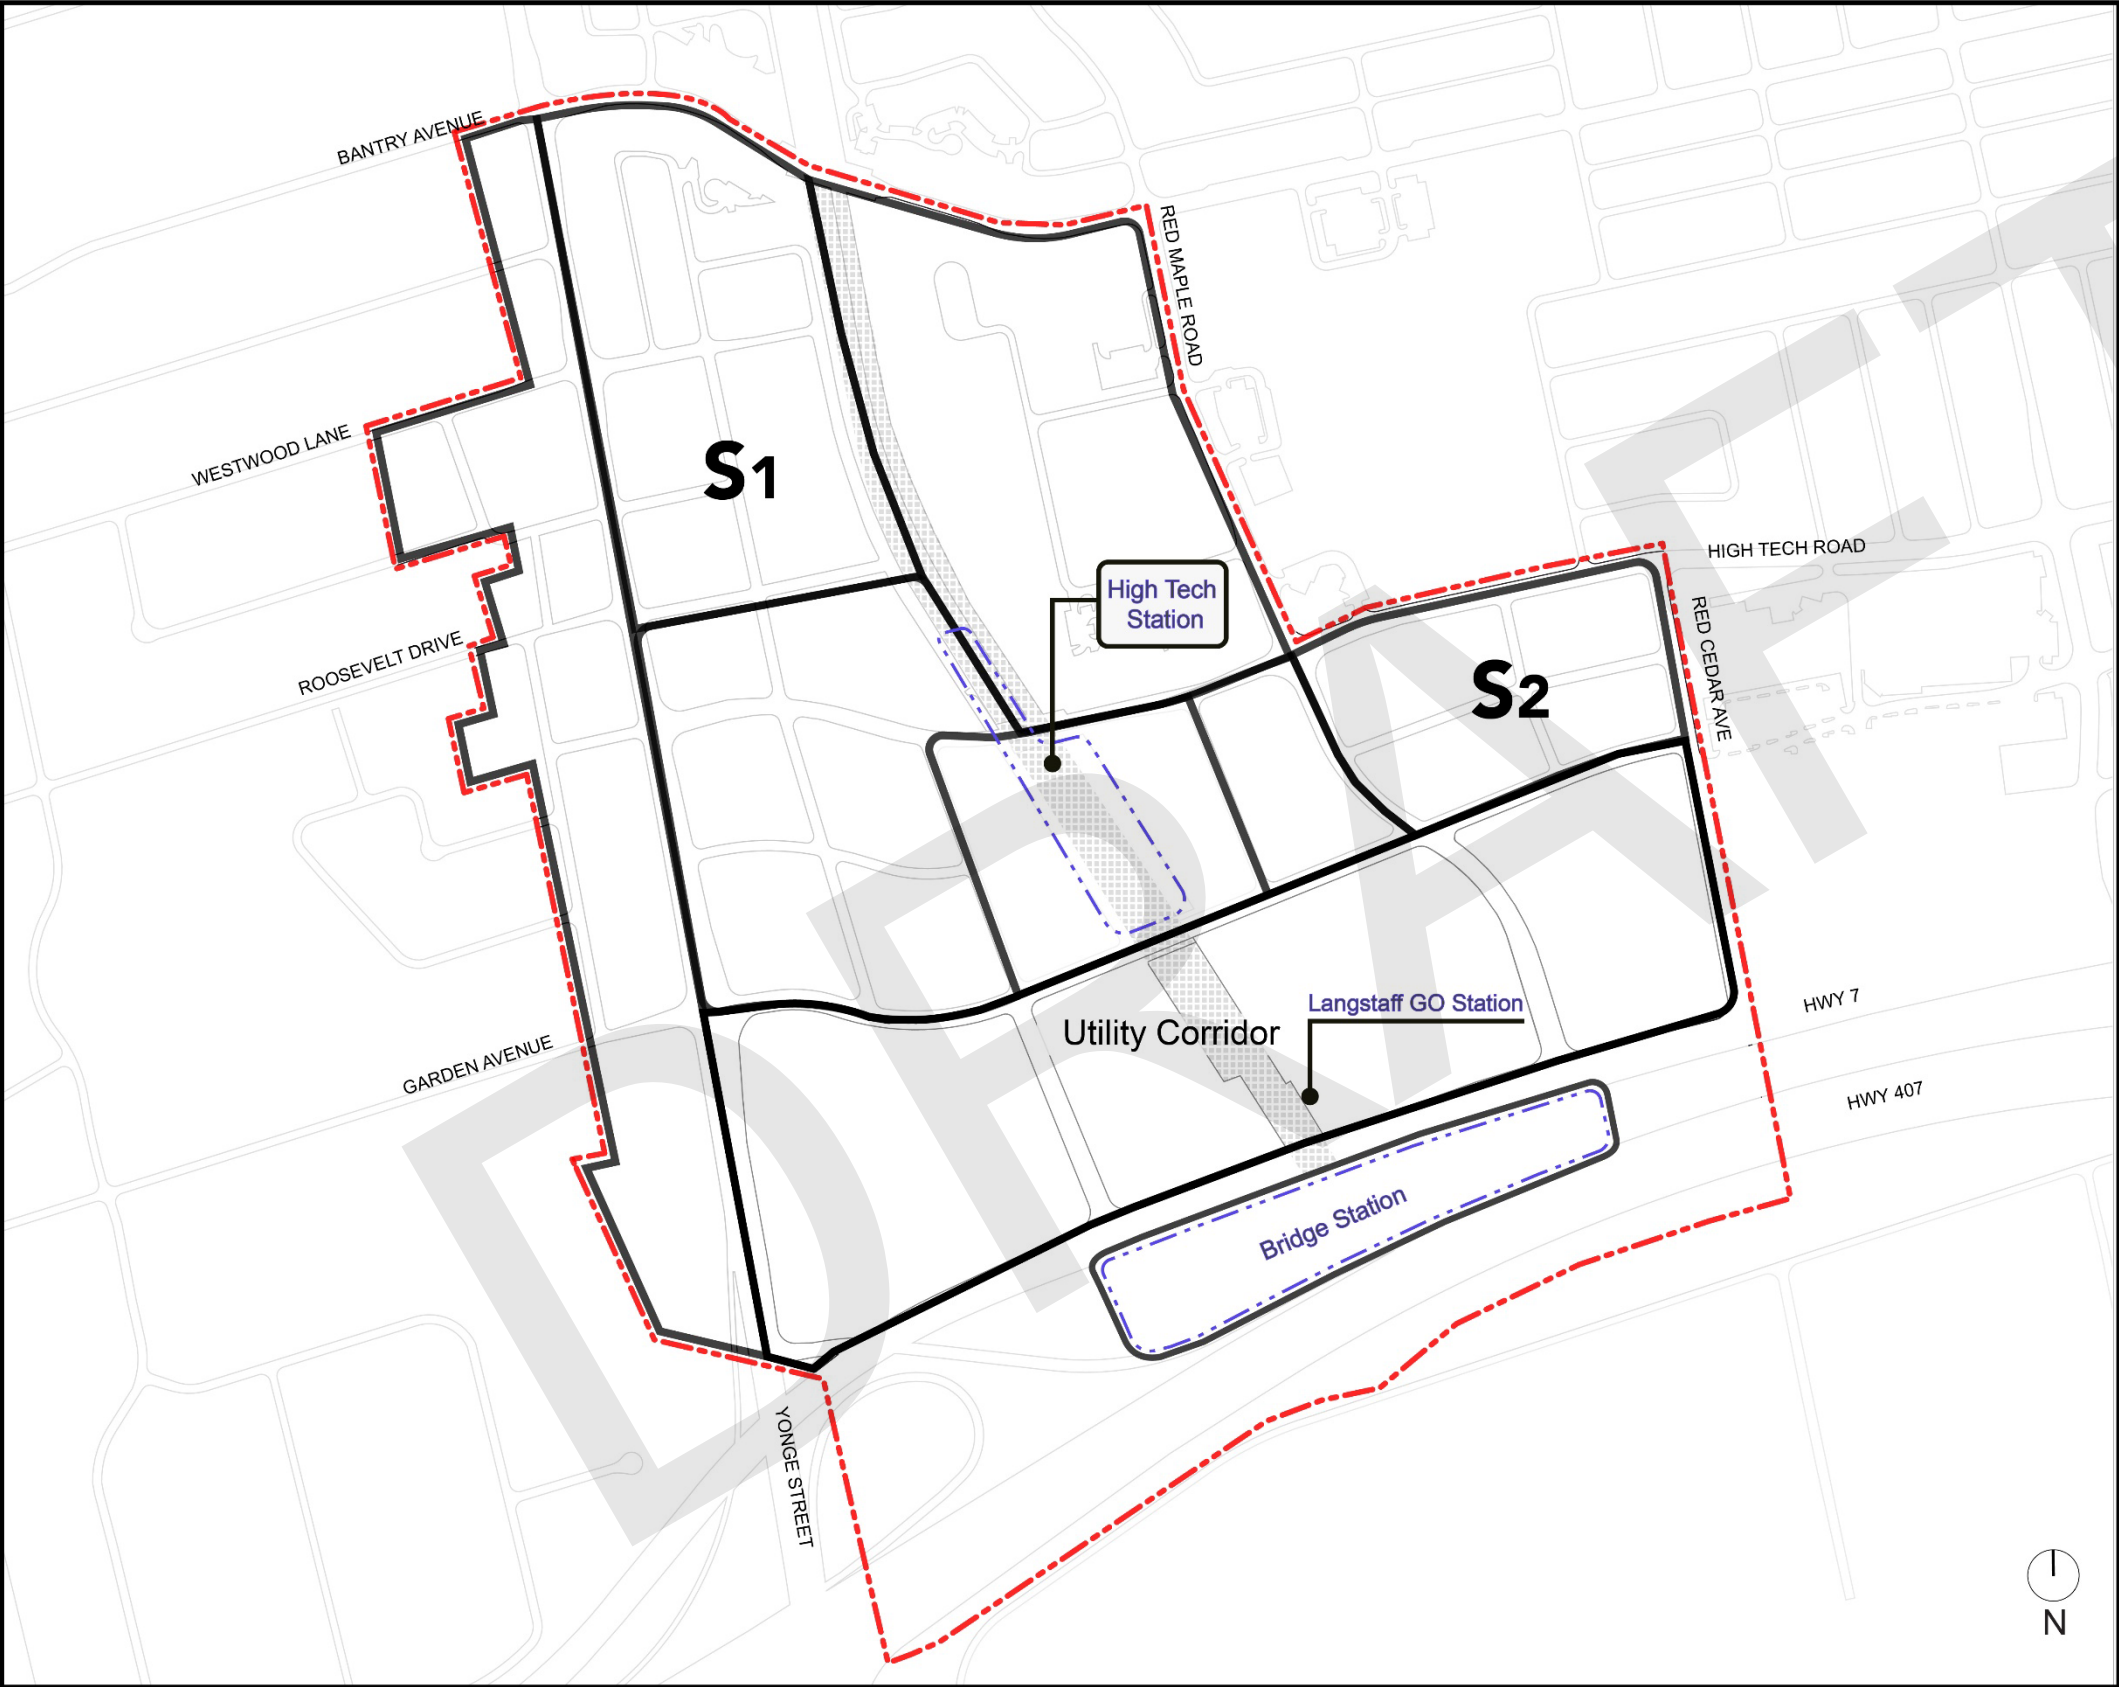 BANTRY AVENUE
RED MAPLE ROAD
WESTWOOD LANE
S1
HIGH TECH ROAD
High Tech
Station
RED CEDAR AVE
ROOSEVELT DRIVE
S2
DRAFT
HWY 7
Langstaff GO Station
Utility Corridor
GARDEN AVENUE
HWY 407
Bridge Station
YONGE STREET
N